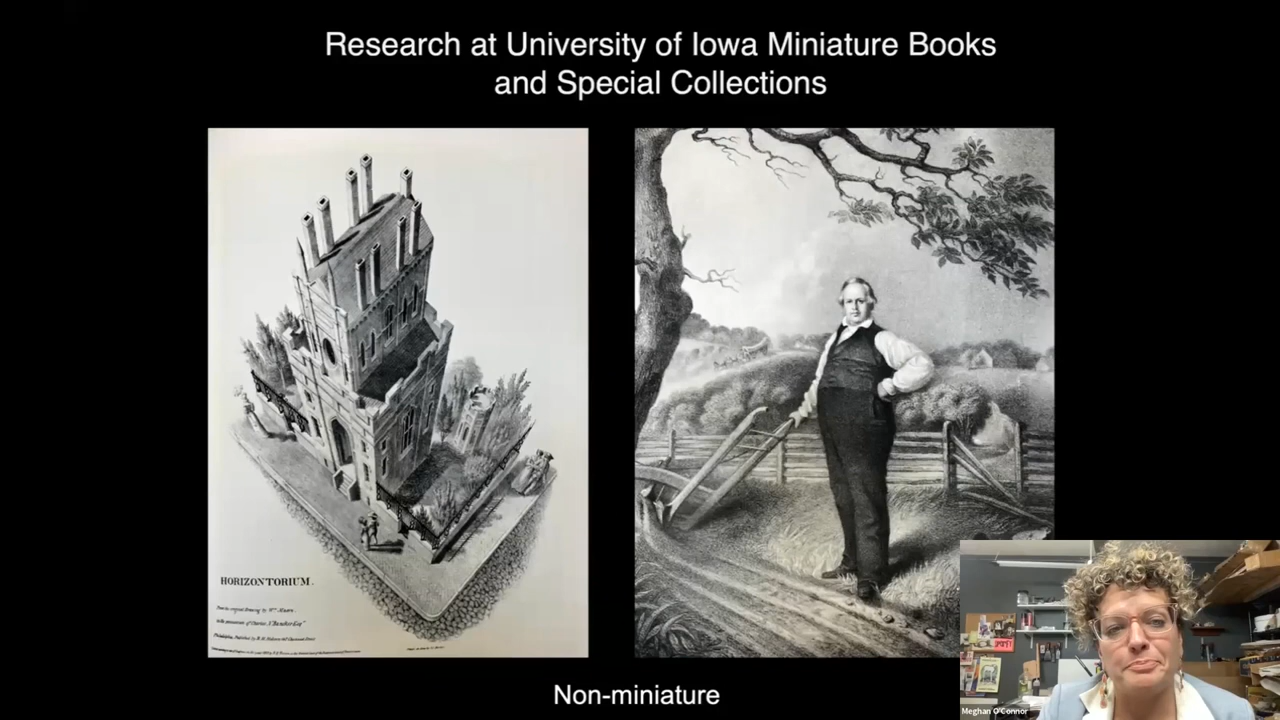 Research at University of Iowa Miniature Books
and Special Collections
HORIZONTORIUM.
Non-miniature
Meghan O'Connor